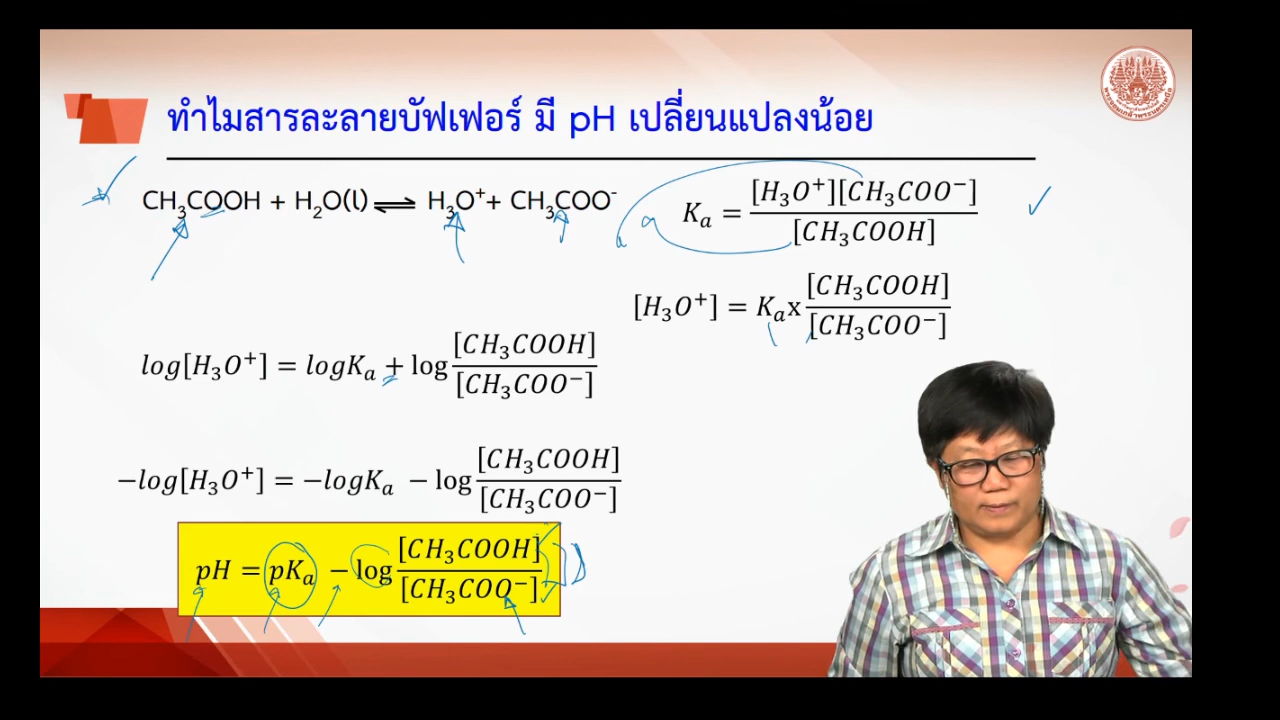 ทำไมสารละลายบัฟเฟอร์ มี pH เปลี่ยนแปลงน้อย
CH₃COOH + H₂O(l) ⇌ H₃O⁺ + CH₃COO⁻
Kₐ = [H₃O⁺][CH₃COO⁻] / [CH₃COOH]
[H₃O⁺] = Kₐ x [CH₃COOH] / [CH₃COO⁻]
log[H₃O⁺] = logKₐ + log [CH₃COOH] / [CH₃COO⁻]
−log[H₃O⁺] = −logKₐ − log [CH₃COOH] / [CH₃COO⁻]
pH = pKₐ − log [CH₃COOH] / [CH₃COO⁻]